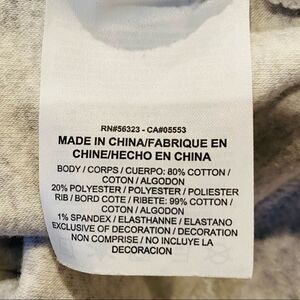 RN#56323 - CA#05553
MADE IN CHINA/FABRIQUE EN
CHINE/HECHO EN CHINA
BODY / CORPS / CUERPO: 80% COTTON /
COTON / ALGODON
20% POLYESTER / POLYESTER / POLIESTER
RIB / BORD COTE / RIBETE: 99% COTTON /
COTON / ALGODON
1% SPANDEX / ELASTHANNE / ELASTANO
EXCLUSIVE OF DECORATION / DECORATION
NON COMPRISE / NO INCLUYE LA
DECORACION